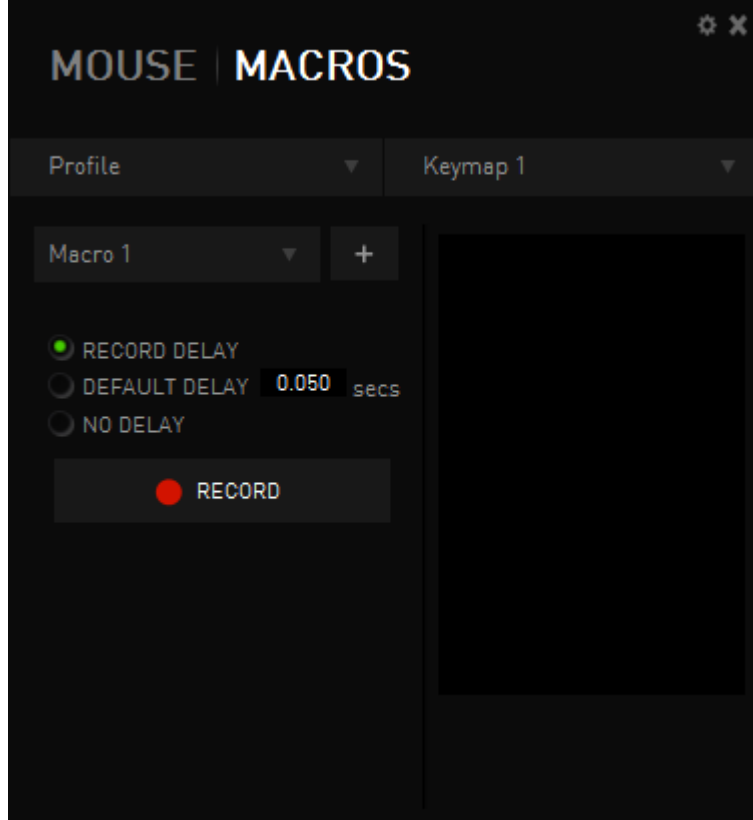 MOUSE | MACROS
Profile
Keymap 1
Macro 1
+
RECORD DELAY
DEFAULT DELAY 0.050 secs
NO DELAY
RECORD